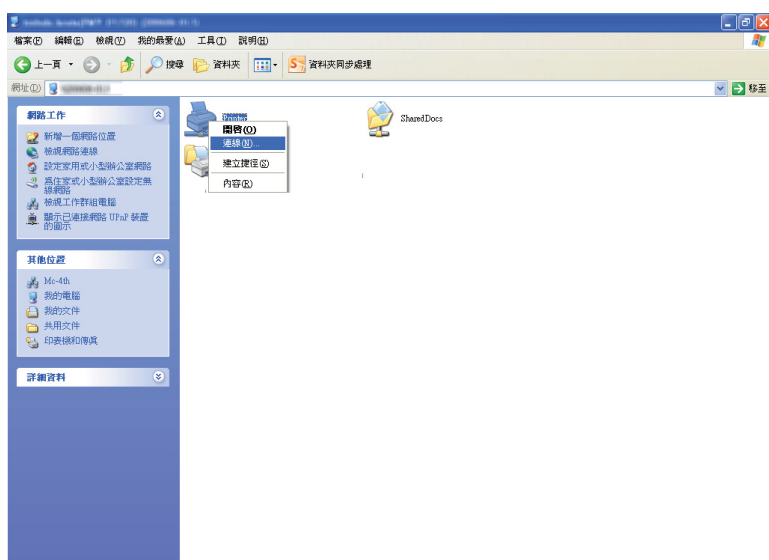 檔案(F) 編輯(E) 檢視(V) 我的最愛(A) 工具(T) 說明(H)
上一頁 搜尋 資料夾 資料夾同步處理
網址(D) 移至
網路工作
新增一個網路位置
檢視網路連線
設定家用或小型辦公室網路
爲住家或小型辦公室設定無
線網路
檢視工作群組電腦
顯示已連接網路 UPnP 裝置
的圖示
其他位置
Mc-4th
我的電腦
我的文件
共用文件
印表機和傳真
詳細資料
開啓(O)
連線(N)...
建立捷徑(S)
內容(R)
SharedDocs